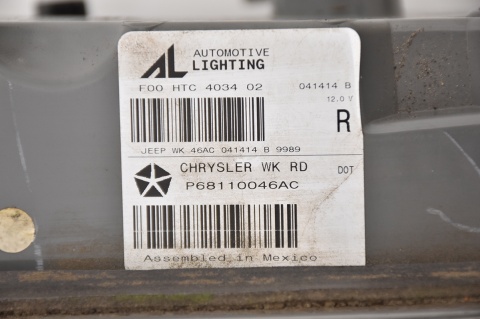 AL AUTOMOTIVE
LIGHTING
F00 HTC 4034 02 041414 B
12.0 V
R
JEEP WK 46AC 041414 B 9989
CHRYSLER WK RD DOT
P68110046AC
Assembled in Mexico